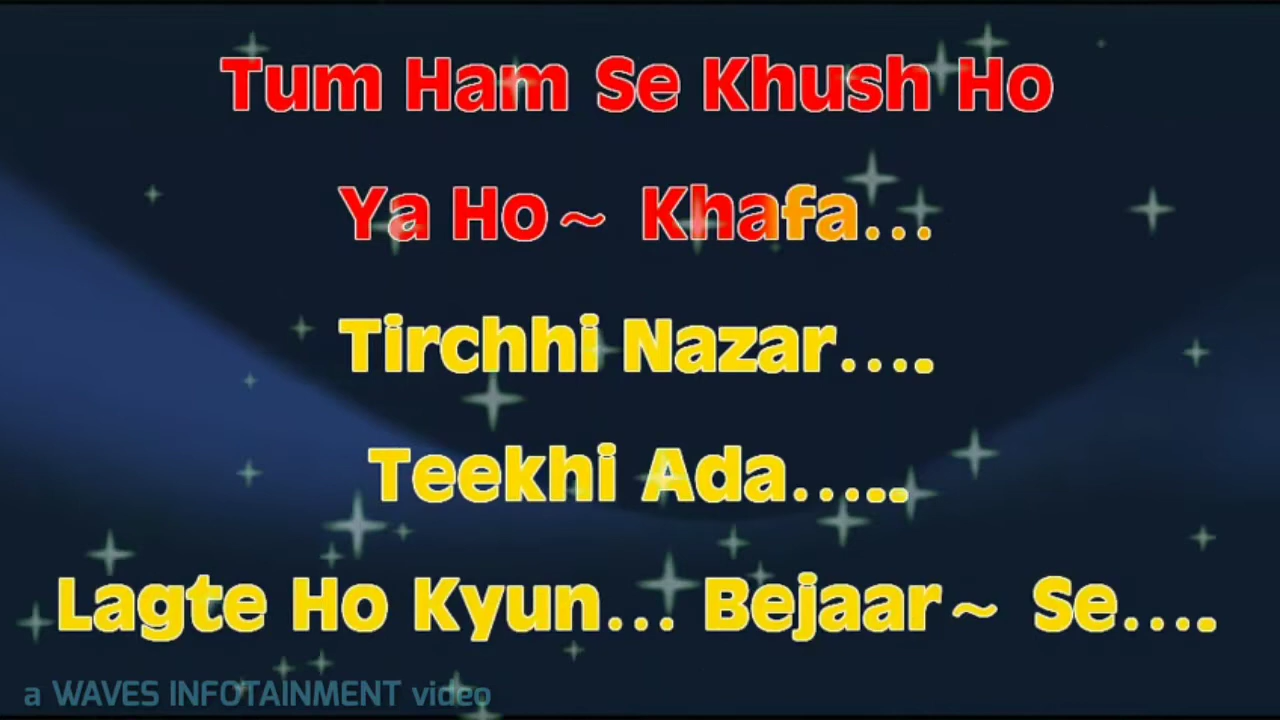 Tum Ham Se Khush Ho
Ya Ho~ Khafa...
Tirchhi Nazar....
Teekhi Ada.....
Lagte Ho Kyun... Bejaar~ Se....
a WAVES INFOTAINMENT video